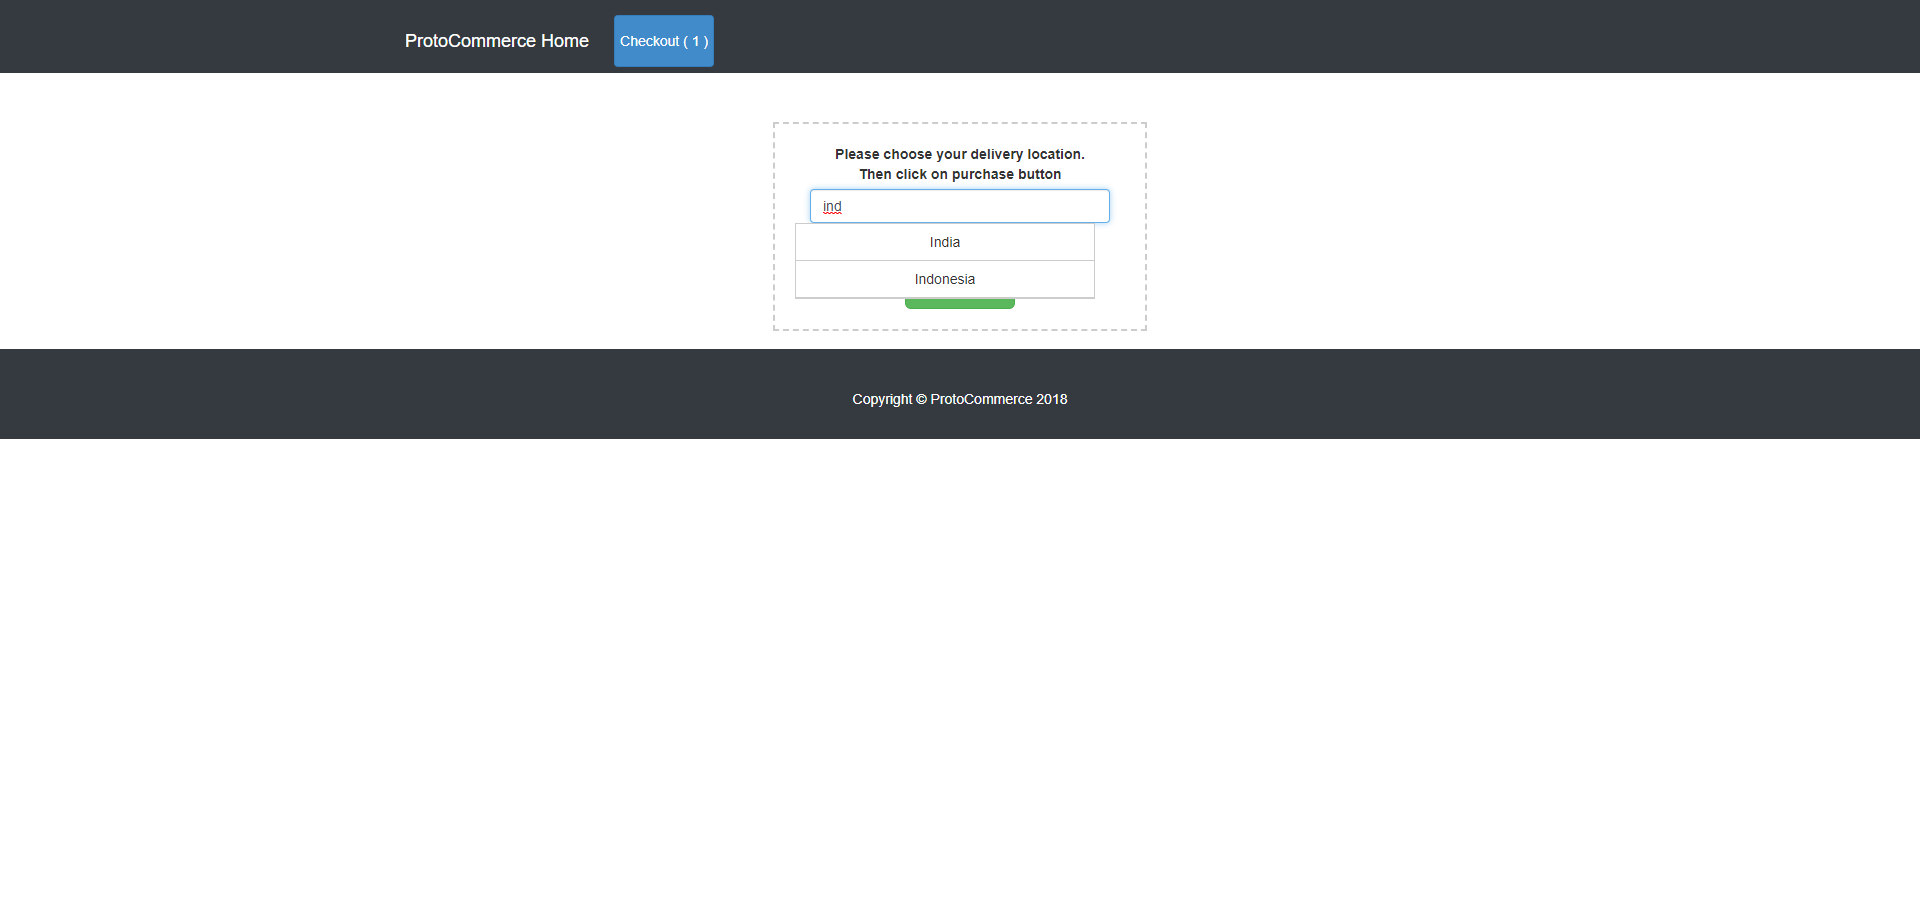 ProtoCommerce Home
Checkout ( 1 )
Please choose your delivery location.
Then click on purchase button
ind
India
Indonesia
Copyright © ProtoCommerce 2018